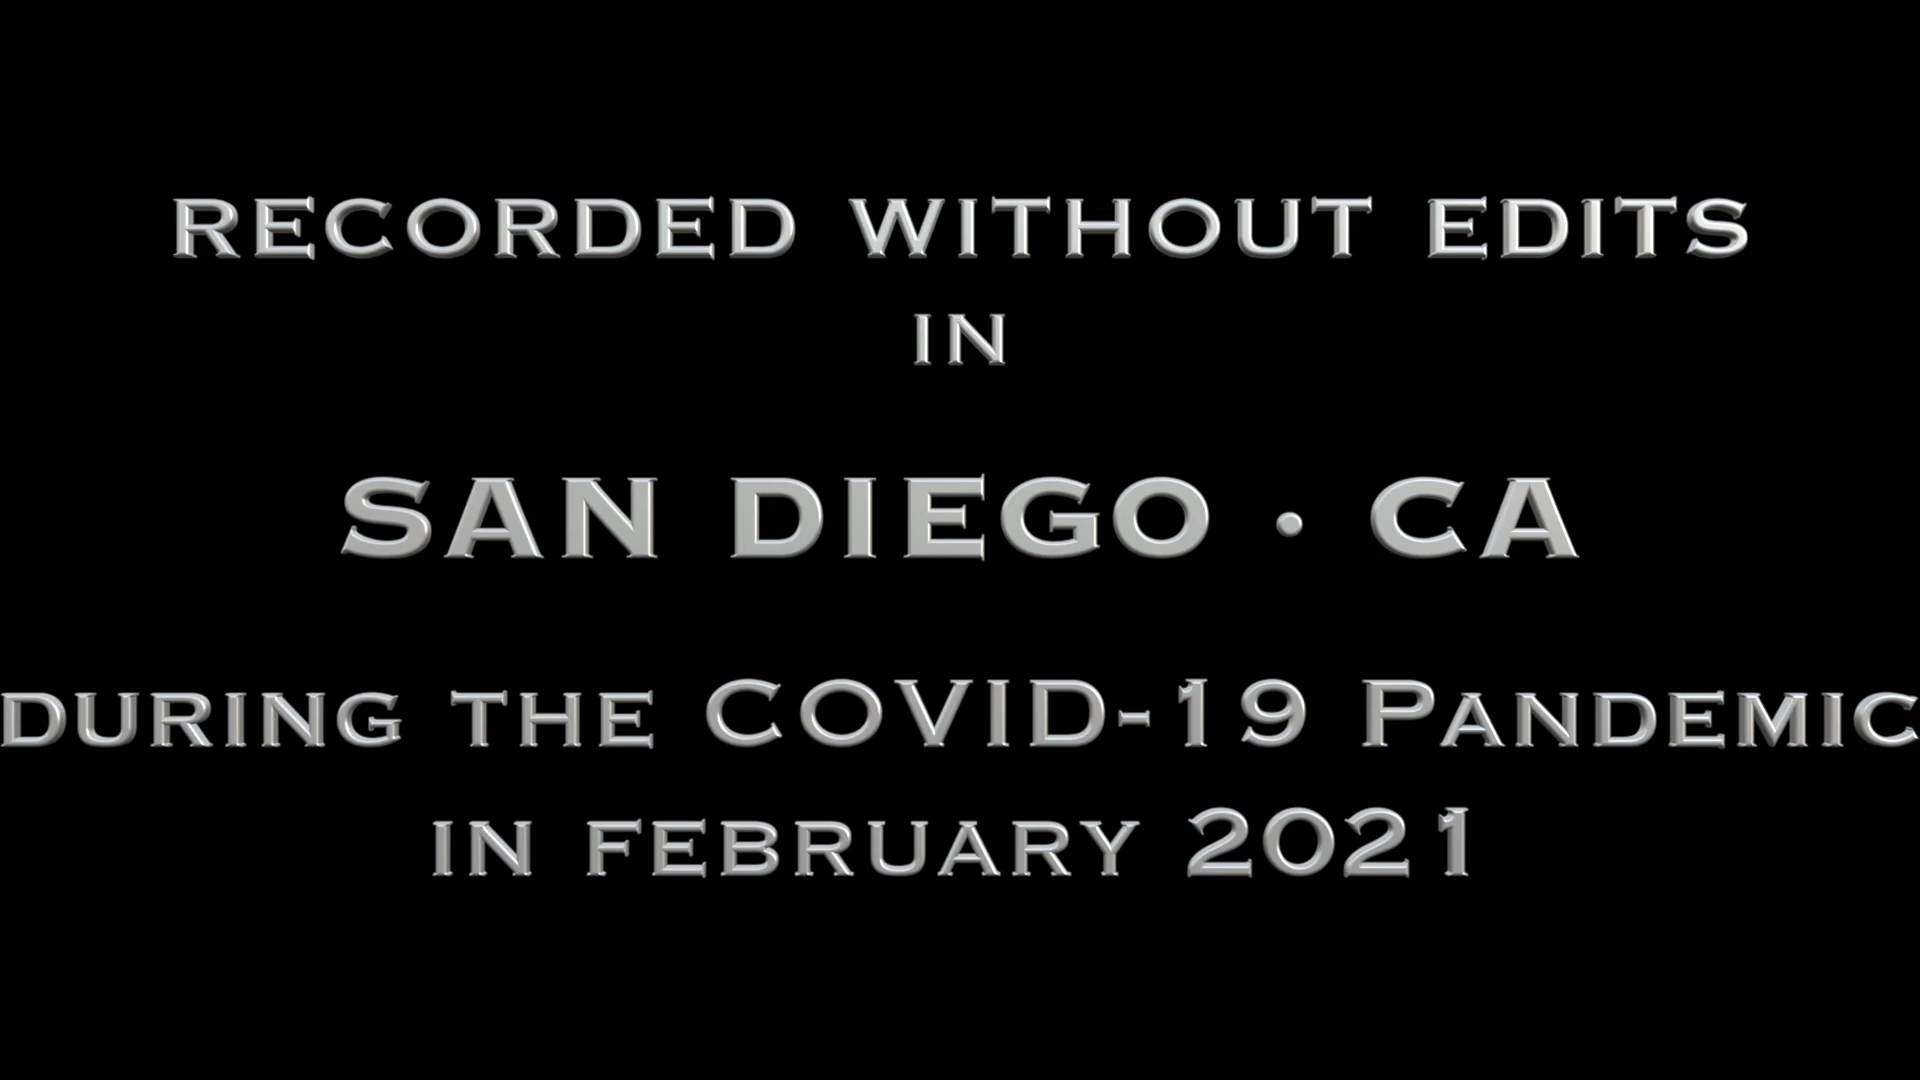 RECORDED WITHOUT EDITS
IN
SAN DIEGO • CA
DURING THE COVID-19 PANDEMIC
IN FEBRUARY 2021